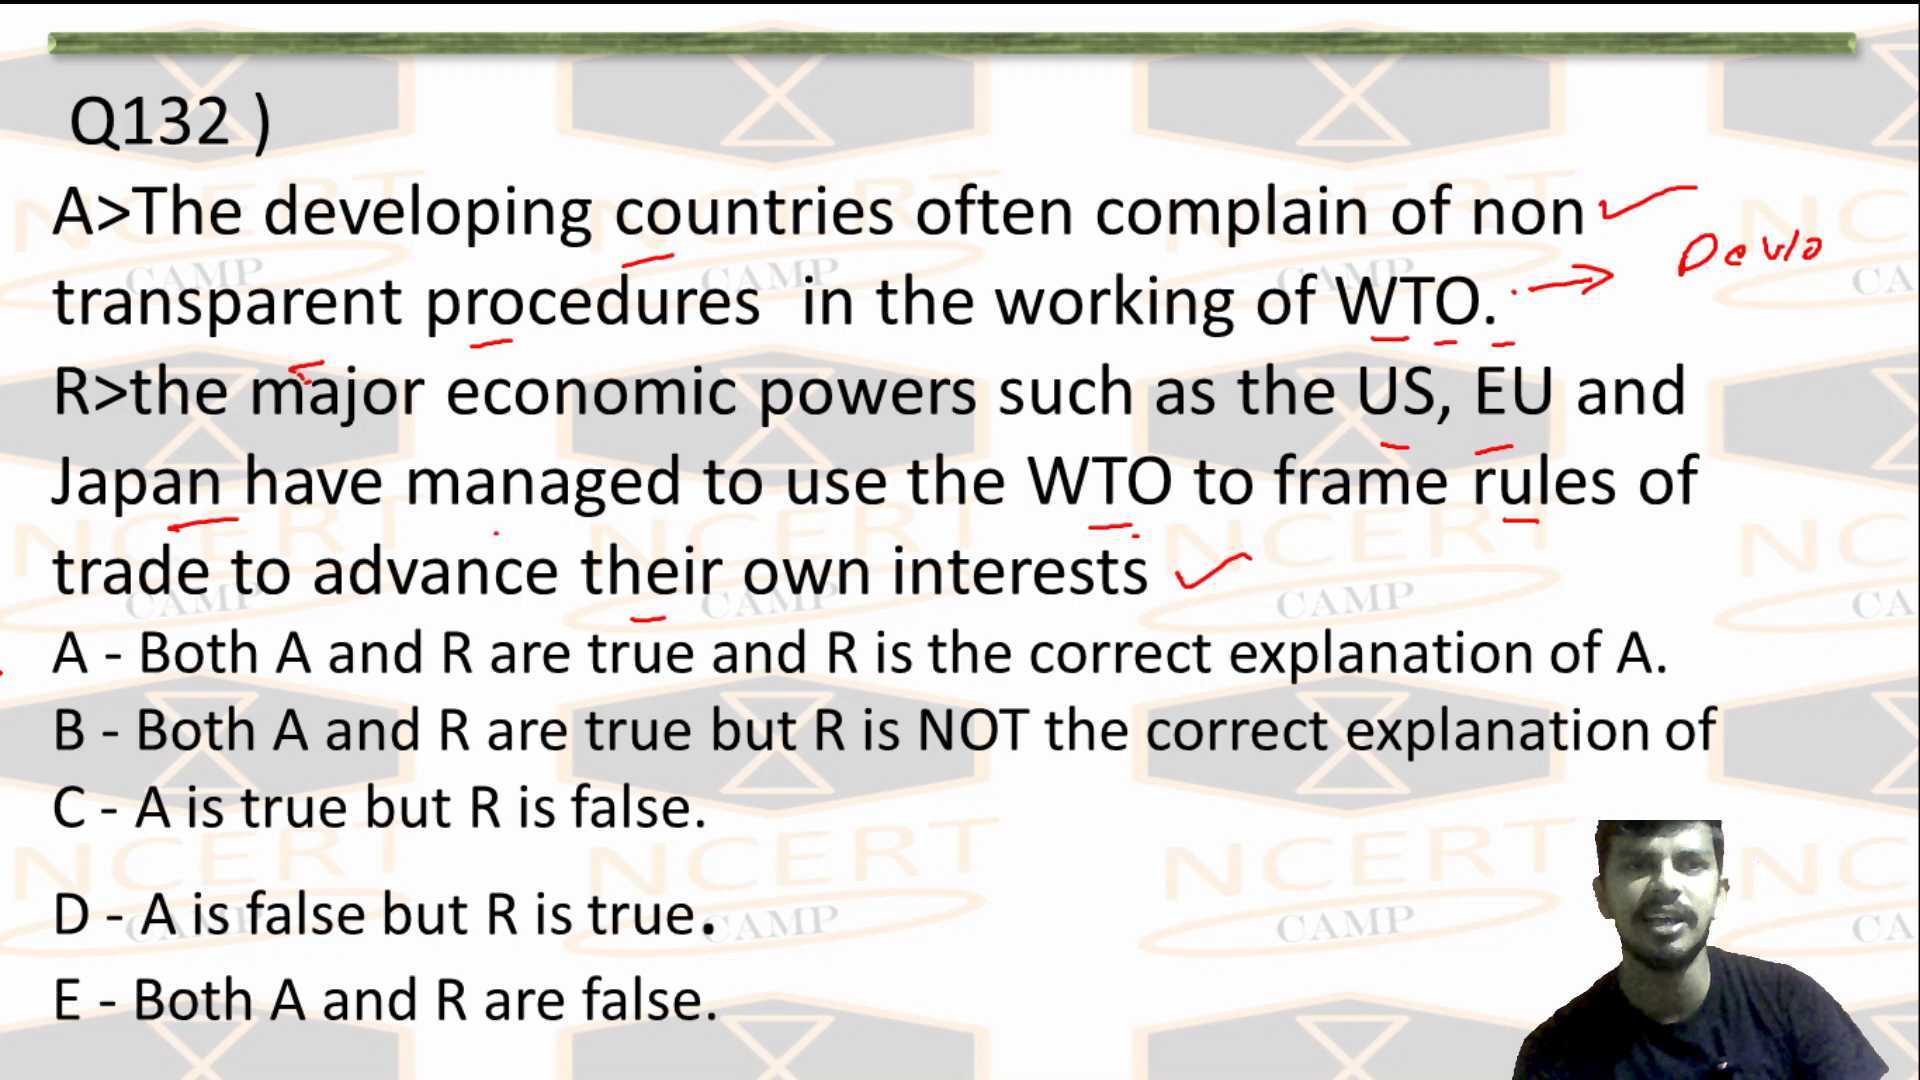 Q132 )
A>The developing countries often complain of non
transparent procedures in the working of WTO.
R>the major economic powers such as the US, EU and
Japan have managed to use the WTO to frame rules of
trade to advance their own interests
A - Both A and R are true and R is the correct explanation of A.
B - Both A and R are true but R is NOT the correct explanation of
C - A is true but R is false.
D - A is false but R is true.
E - Both A and R are false.
NCERT
CAMP